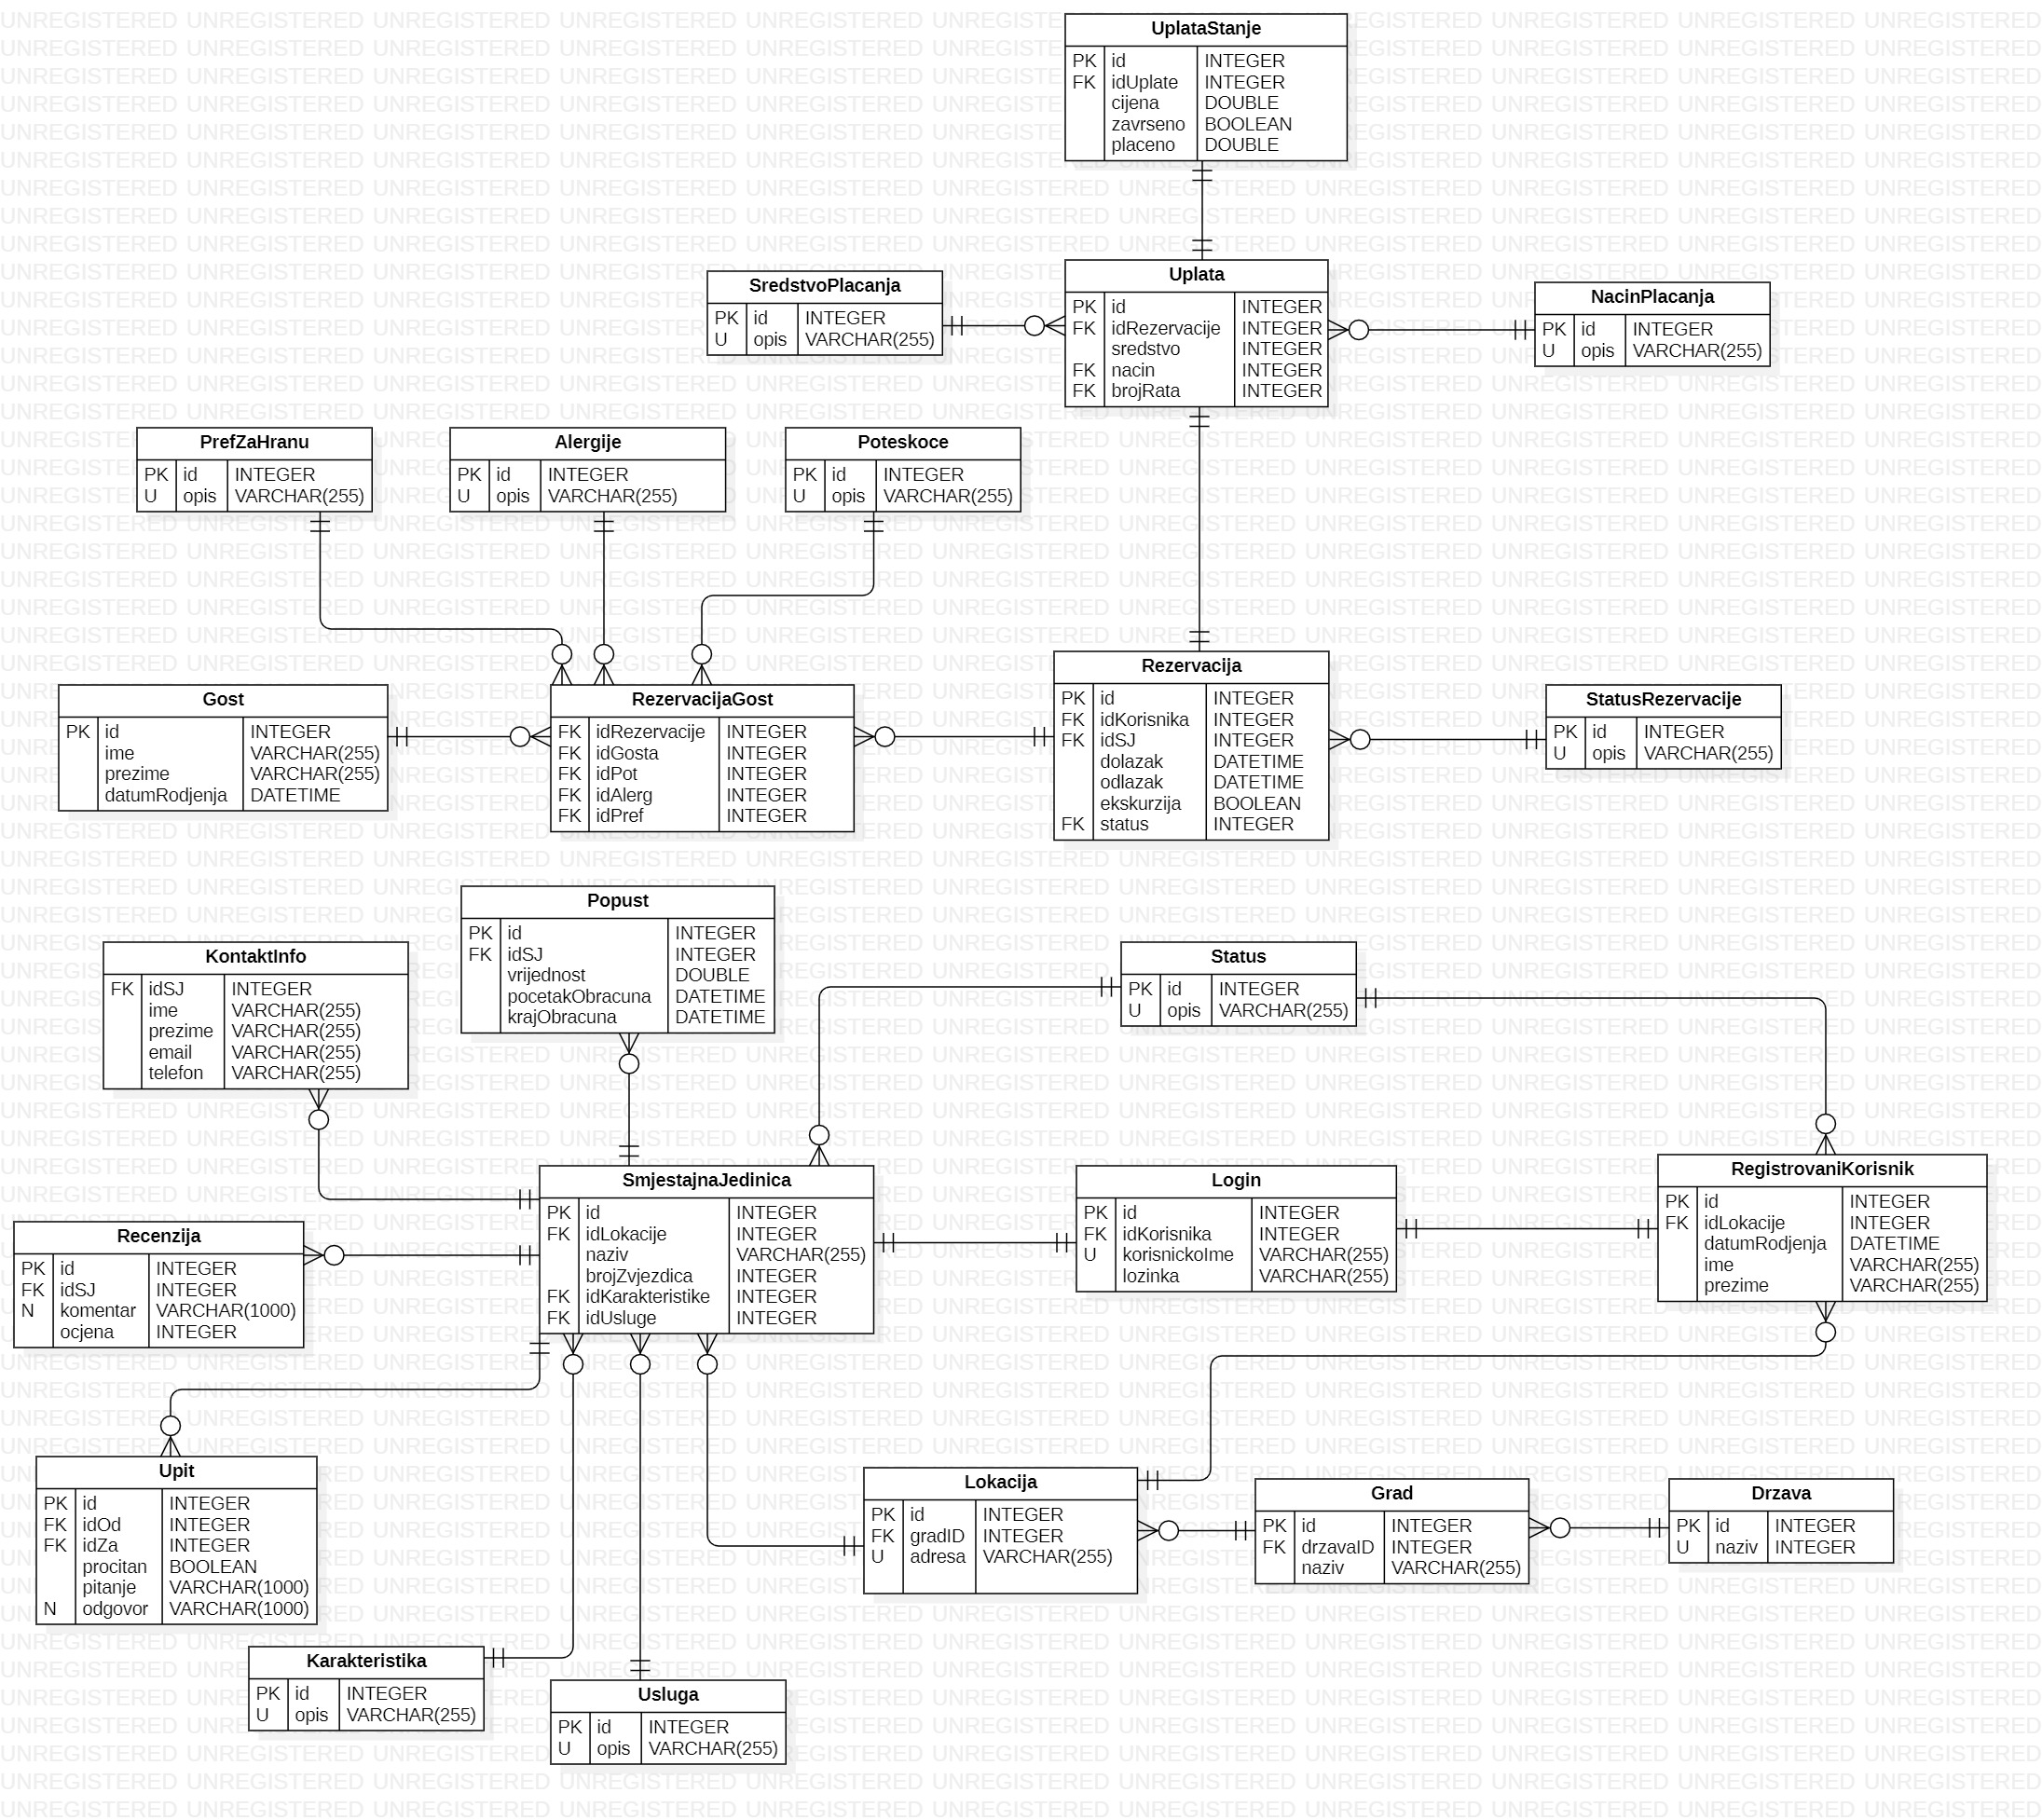 UplataStanje
PK id INTEGER
FK idUplate INTEGER
cijena DOUBLE
zavrseno BOOLEAN
placeno DOUBLE
SredstvoPlacanja
PK id INTEGER
U opis VARCHAR(255)
Uplata
PK id INTEGER
FK idRezervacije INTEGER
sredstvo INTEGER
FK nacin INTEGER
FK brojRata INTEGER
NacinPlacanja
PK id INTEGER
U opis VARCHAR(255)
PrefZaHranu
PK id INTEGER
U opis VARCHAR(255)
Alergije
PK id INTEGER
U opis VARCHAR(255)
Poteskoce
PK id INTEGER
U opis VARCHAR(255)
Gost
PK id INTEGER
ime VARCHAR(255)
prezime VARCHAR(255)
datumRodjenja DATETIME
RezervacijaGost
FK idRezervacije INTEGER
FK idGosta INTEGER
FK idPot INTEGER
FK idAlerg INTEGER
FK idPref INTEGER
Rezervacija
PK id INTEGER
FK idKorisnika INTEGER
FK idSJ INTEGER
dolazak DATETIME
odlazak DATETIME
ekskurzija BOOLEAN
FK status INTEGER
StatusRezervacije
PK id INTEGER
U opis VARCHAR(255)
Popust
PK id INTEGER
FK idSJ INTEGER
vrijednost DOUBLE
pocetakObracuna DATETIME
krajObracuna DATETIME
KontaktInfo
FK idSJ INTEGER
ime VARCHAR(255)
prezime VARCHAR(255)
email VARCHAR(255)
telefon VARCHAR(255)
Status
PK id INTEGER
U opis VARCHAR(255)
Recenzija
PK id INTEGER
FK idSJ INTEGER
N komentar VARCHAR(1000)
ocjena INTEGER
SmjestajnaJedinica
PK id INTEGER
FK idLokacije INTEGER
naziv VARCHAR(255)
brojZvjezdica INTEGER
FK idKarakteristike INTEGER
FK idUsluge INTEGER
Login
PK id INTEGER
FK idKorisnika INTEGER
U korisnickoIme VARCHAR(255)
lozinka VARCHAR(255)
RegistrovaniKorisnik
PK id INTEGER
FK idLokacije INTEGER
datumRodjenja DATETIME
ime VARCHAR(255)
prezime VARCHAR(255)
Upit
PK id INTEGER
FK idOd INTEGER
FK idZa INTEGER
procitan BOOLEAN
pitanje VARCHAR(1000)
N odgovor VARCHAR(1000)
Lokacija
PK id INTEGER
FK gradID INTEGER
U adresa VARCHAR(255)
Grad
PK id INTEGER
FK drzavaID INTEGER
naziv VARCHAR(255)
Drzava
PK id INTEGER
U naziv INTEGER
Karakteristika
PK id INTEGER
U opis VARCHAR(255)
Usluga
PK id INTEGER
U opis VARCHAR(255)
UNREGISTERED